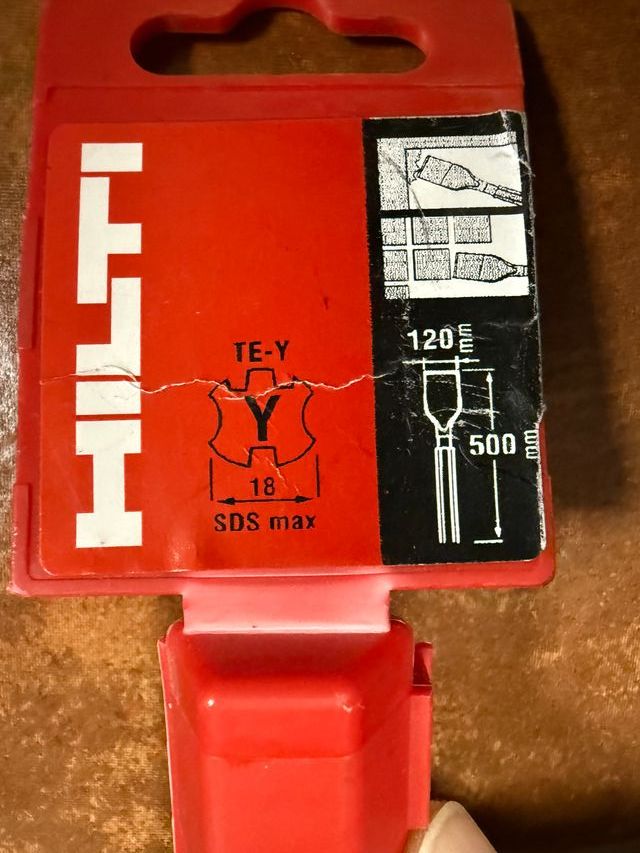 HILTI
TE-Y
Y
18
SDS max
120 mm
500 mm